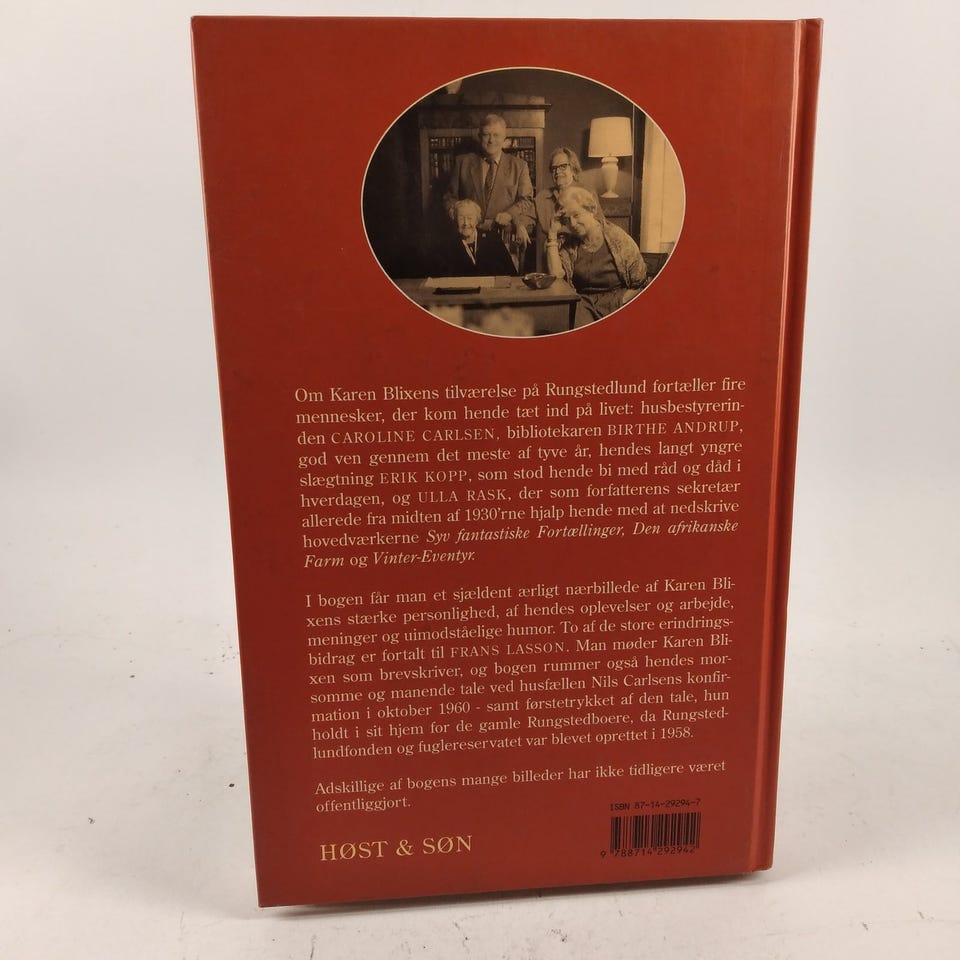 Om Karen Blixens tilværelse på Rungstedlund fortæller fire
mennesker, der kom hende tæt ind på livet: husbestyrerin-
den CAROLINE CARLSEN, bibliotekaren BIRTHE ANDRUP,
god ven gennem det meste af tyve år, hendes langt yngre
slægtning ERIK KOPP, som stod hende bi med råd og dåd i
hverdagen, og ULLA RASK, der som forfatterens sekretær
allerede fra midten af 1930'rne hjalp hende med at nedskrive
hovedværkerne Syv fantastiske Fortællinger, Den afrikanske
Farm og Vinter-Eventyr.
I bogen får man et sjældent ærligt nærbillede af Karen Bli-
xens stærke personlighed, af hendes oplevelser og arbejde,
meninger og uimodståelige humor. To af de store erindrings-
bidrag er fortalt til FRANS LASSON. Man møder Karen Bli-
xen som brevskriver, og bogen rummer også hendes mor-
somme og manende tale ved husfællen Nils Carlsens konfir-
mation i oktober 1960 - samt førstetrykket af den tale, hun
holdt i sit hjem for de gamle Rungstedboere, da Rungsted-
lundfonden og fuglereservatet var blevet oprettet i 1958.
Adskillige af bogens mange billeder har ikke tidligere været
offentliggjort.
ISBN 87-14-29294-7
9 788714 292942
HØST & SØN